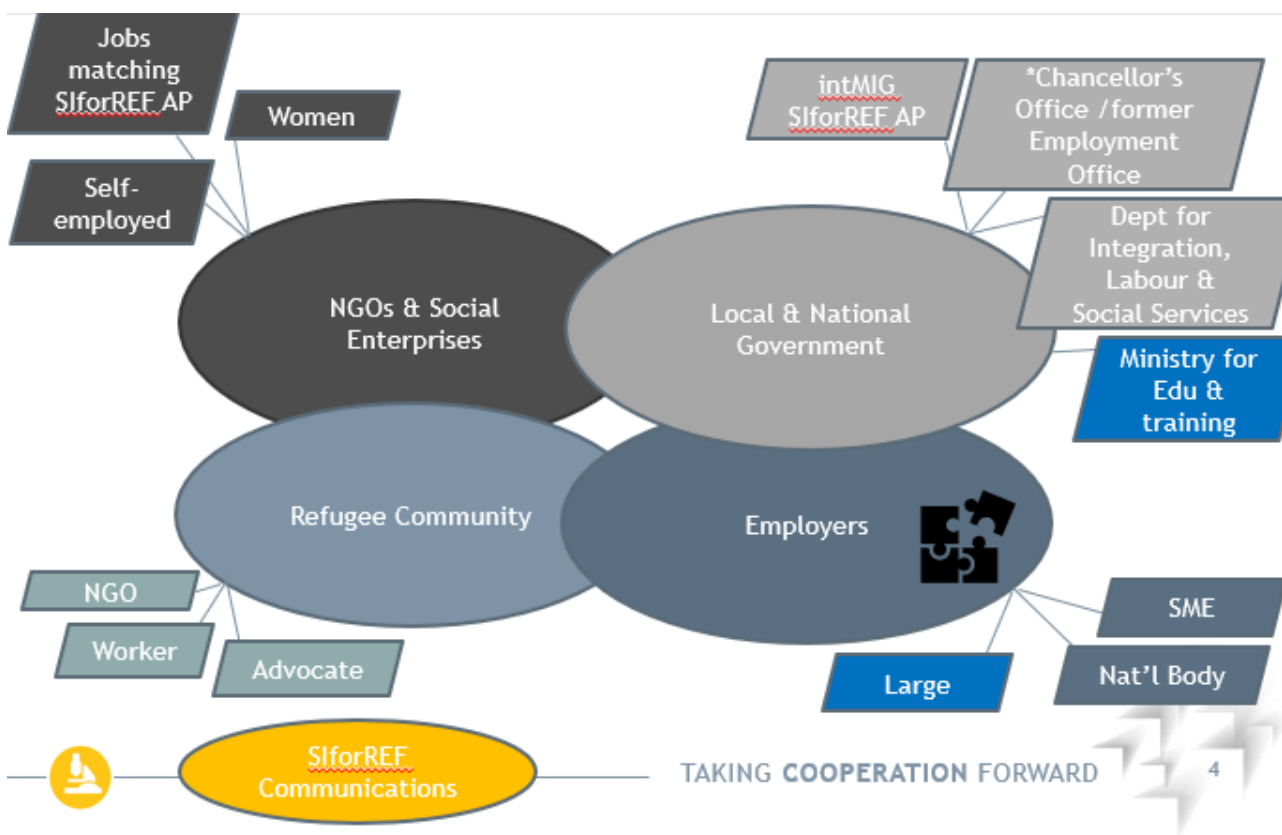 Jobs
matching
SIforREF AP
Women
Self-
employed
intMIG
SIforREF AP
*Chancellor's
Office /former
Employment
Office
Dept for
Integration,
Labour &
Social Services
Ministry for
Edu &
training
NGOs & Social
Enterprises
Local & National
Government
Refugee Community
Employers
NGO
Worker
Advocate
SME
Nat'l Body
Large
SIforREF
Communications
TAKING COOPERATION FORWARD
4